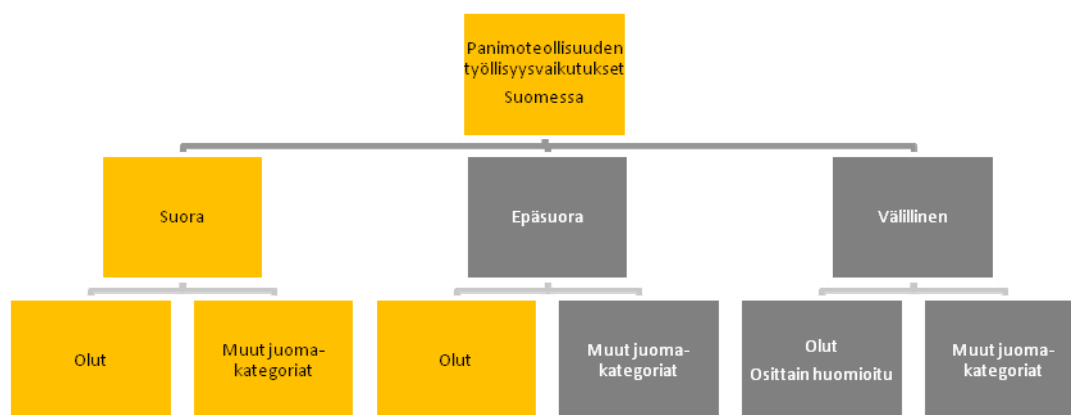 Panimoteollisuuden
työllisyysvaikutukset
Suomessa
Suora
Epäsuora
Välillinen
Olut
Muut juoma-
kategoriat
Olut
Muut juoma-
kategoriat
Olut
Osittain huomioitu
Muut juoma-
kategoriat